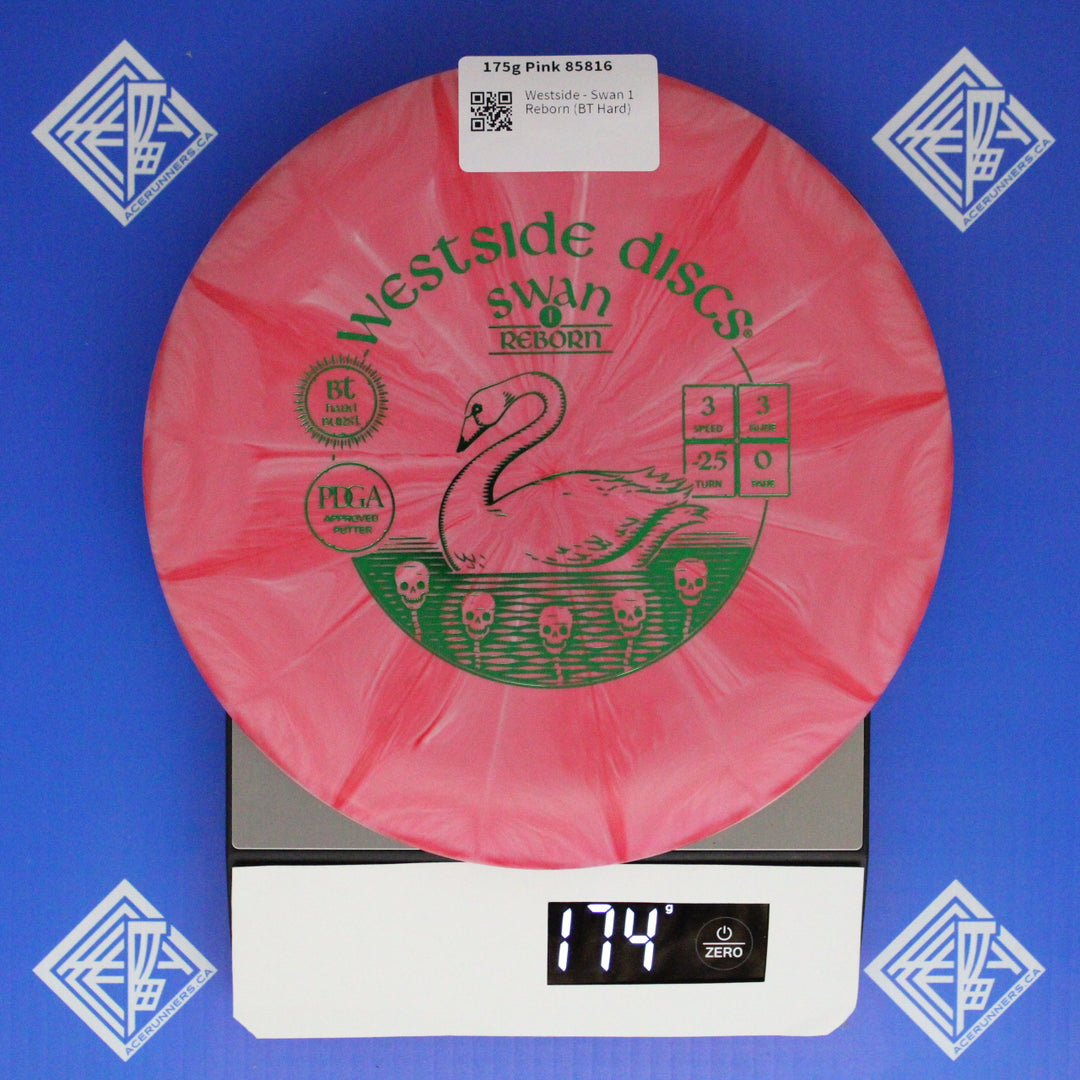 175g Pink 85816
Westside - Swan 1
Reborn (BT Hard)
WESTSIDE DISCS®
SWAN
1
REBORN
BT
HARD
BURST
PDGA
APPROVED
PUTTER
3
SPEED
3
GLIDE
-2.5
TURN
0
FADE
174 g
ZERO
ACERUNNERS.CA
ACERUNNERS.CA
ACERUNNERS.CA
ACERUNNERS.CA